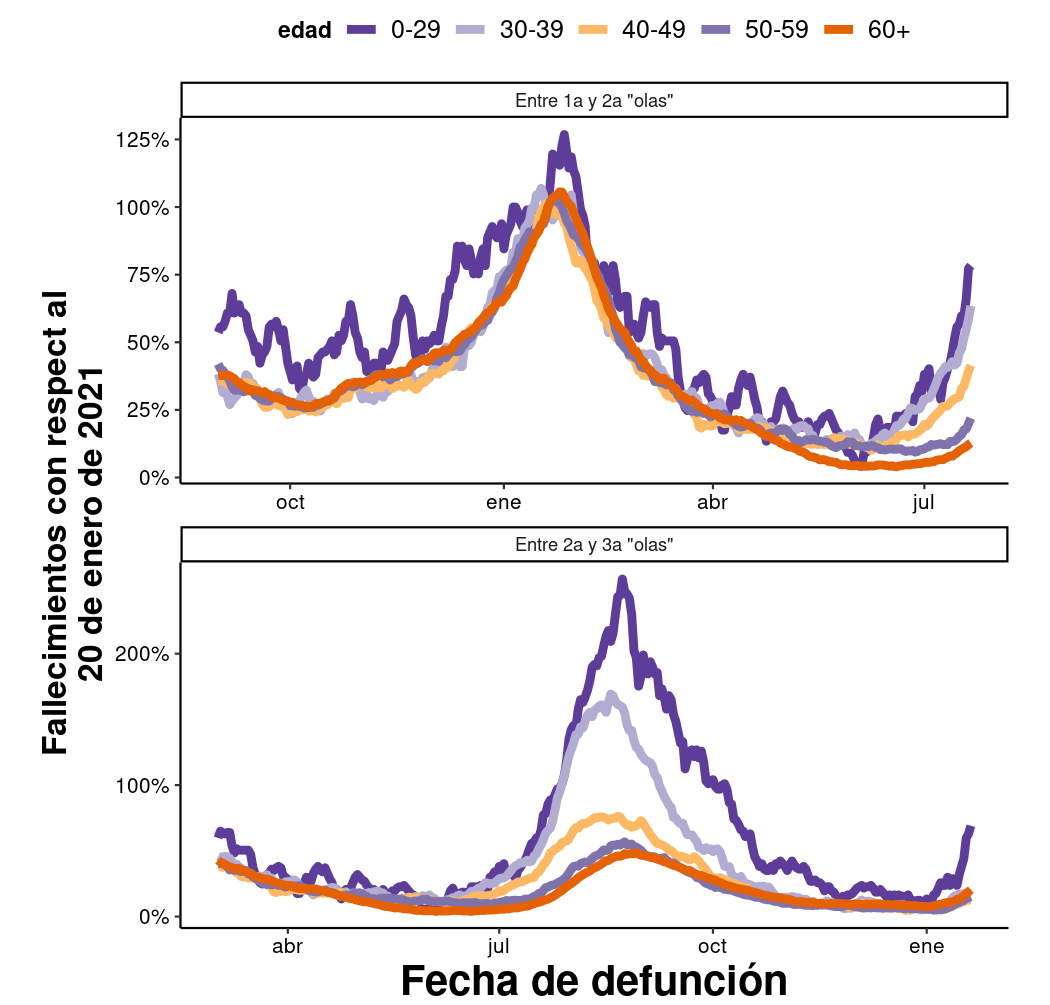 edad 0-29 30-39 40-49 50-59 60+
Entre 1a y 2a "olas"
125%
100%
75%
50%
25%
0%
oct ene abr jul
Fallecimientos con respect al
20 de enero de 2021
Entre 2a y 3a "olas"
200%
100%
0%
abr jul oct ene
Fecha de defunción